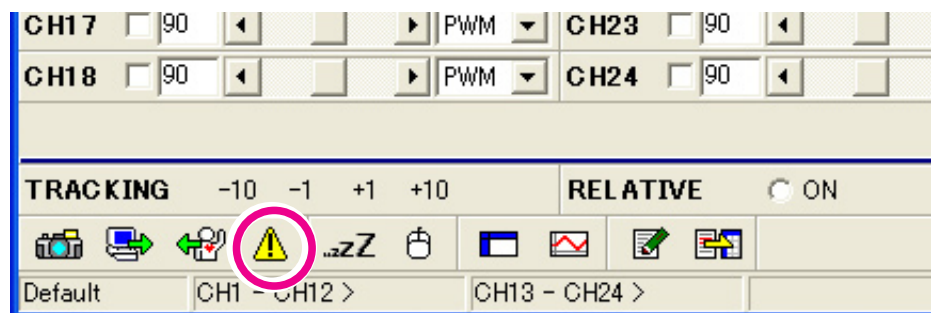 CH17 90 PWM CH23 90
CH18 90 PWM CH24 90
TRACKING -10 -1 +1 +10 RELATIVE ON
..zzZ
Default CH1 - CH12 > CH13 - CH24 >